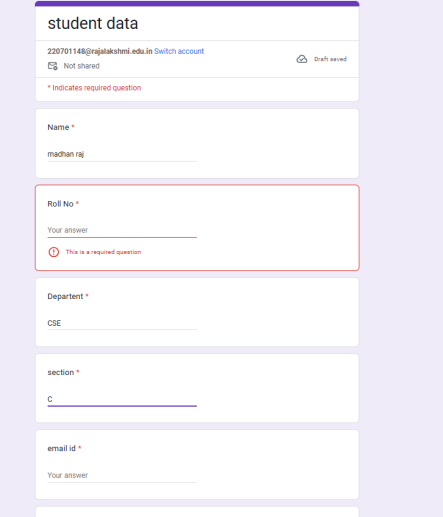 student data
220701148@rajalakshmi.edu.in Switch account
Not shared
Draft saved
* Indicates required question
Name *
madhan raj
Roll No *
Your answer
This is a required question
Departent *
CSE
section *
C
email id *
Your answer